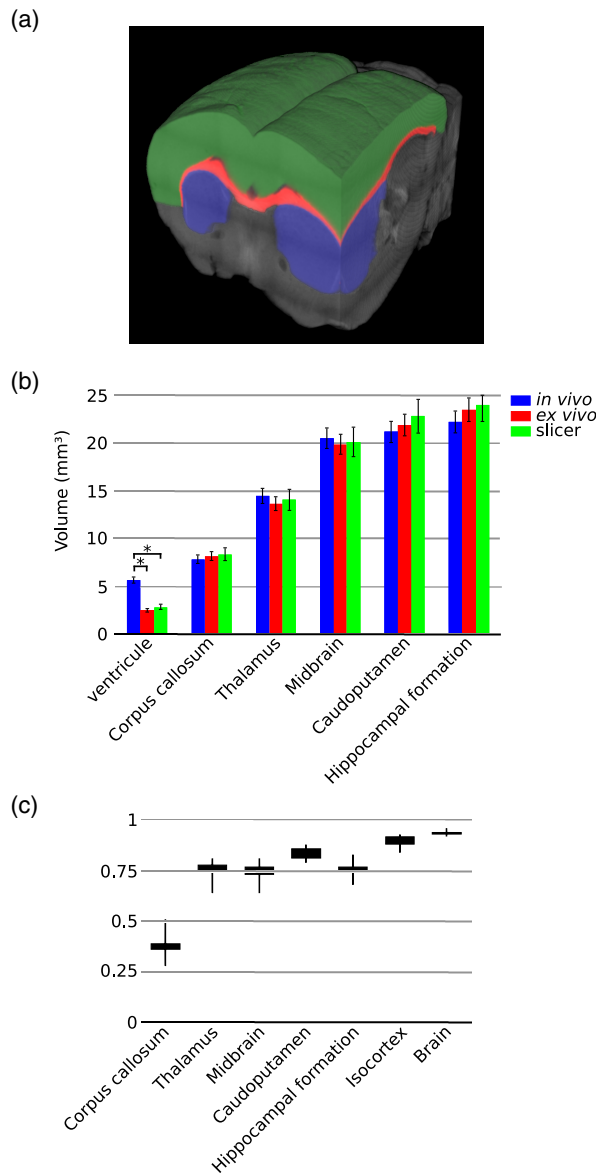 (a)
(b)
25
20
15
10
5
0
Volume (mm³)
in vivo
ex vivo
slicer
*
*
ventricule
Corpus callosum
Thalamus
Midbrain
Caudoputamen
Hippocampal formation
(c)
1
0.75
0.5
0.25
0
Corpus callosum
Thalamus
Midbrain
Caudoputamen
Hippocampal formation
Isocortex
Brain